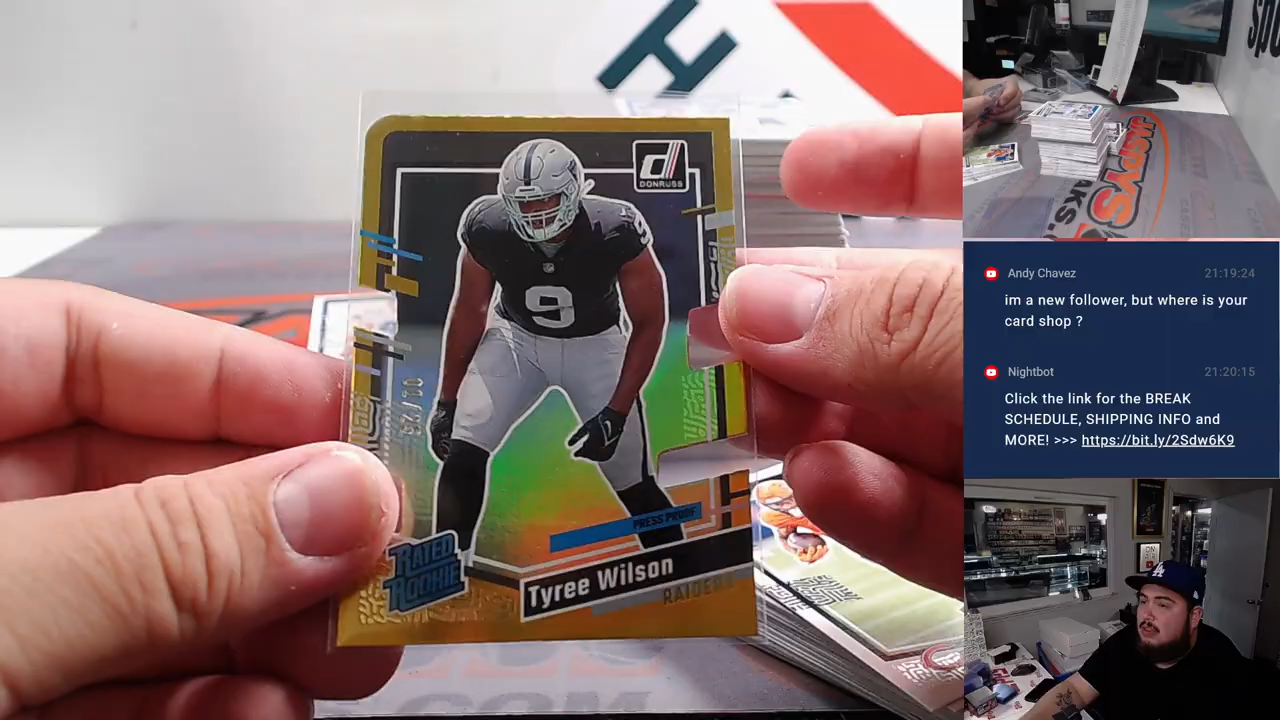 DONRUSS
9
PRESS PROOF
RATED
ROOKIE
Tyree Wilson
RAIDERS
JASPYS
Andy Chavez 21:19:24
im a new follower, but where is your
card shop ?
Nightbot 21:20:15
Click the link for the BREAK
SCHEDULE, SHIPPING INFO and
MORE! >>> https://bit.ly/2Sdw6K9